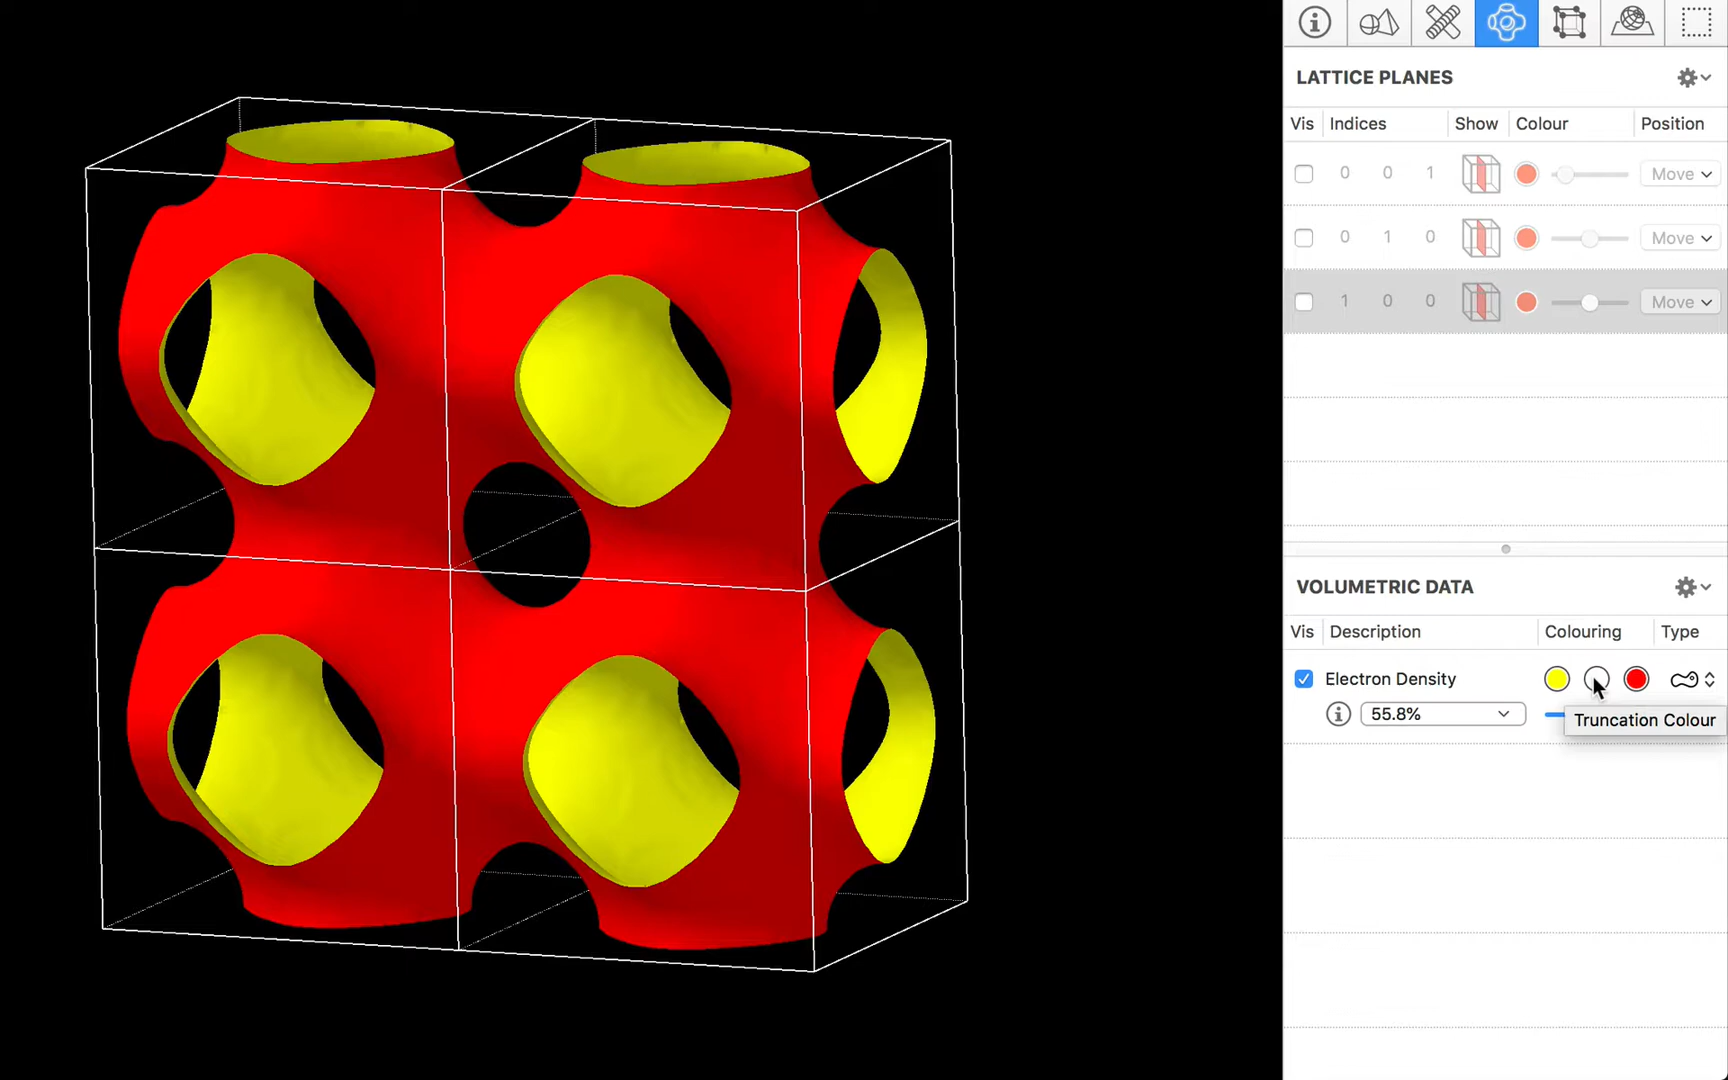 LATTICE PLANES
Vis Indices Show Colour Position
0 0 1 Move
0 1 0 Move
1 0 0 Move
VOLUMETRIC DATA
Vis Description Colouring Type
Electron Density
55.8%
Truncation Colour